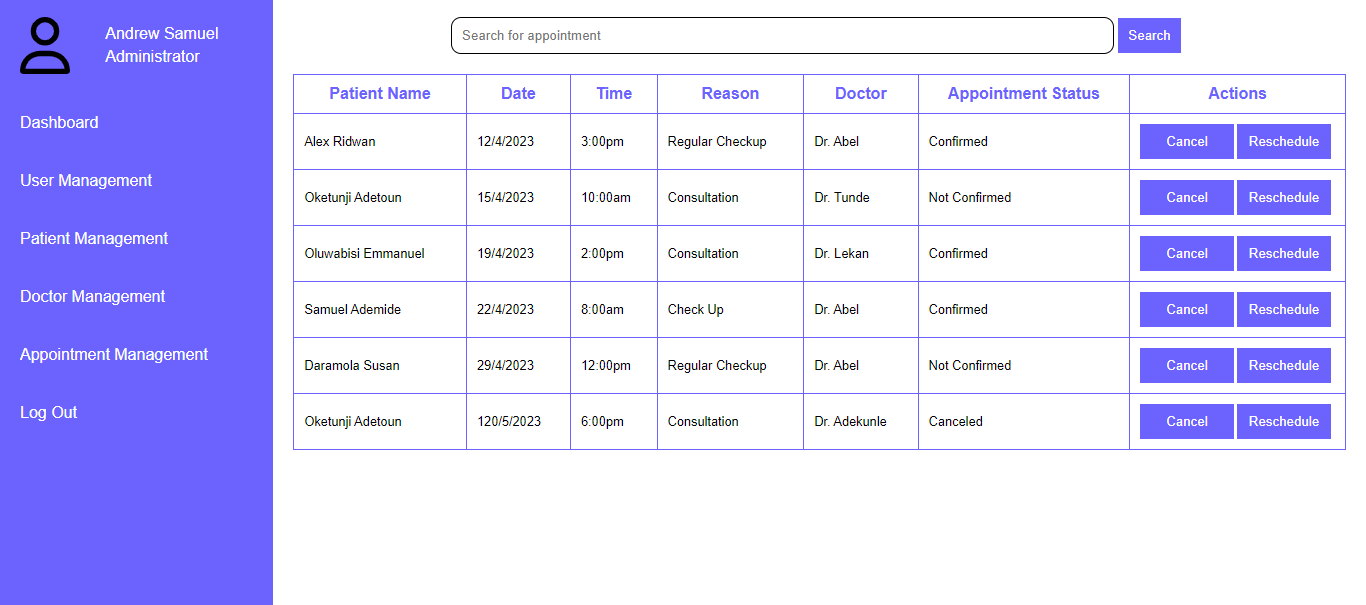 Andrew Samuel
Administrator
Dashboard
User Management
Patient Management
Doctor Management
Appointment Management
Log Out
Search for appointment Search
Patient Name Date Time Reason Doctor Appointment Status Actions
Alex Ridwan 12/4/2023 3:00pm Regular Checkup Dr. Abel Confirmed Cancel Reschedule
Oketunji Adetoun 15/4/2023 10:00am Consultation Dr. Tunde Not Confirmed Cancel Reschedule
Oluwabisi Emmanuel 19/4/2023 2:00pm Consultation Dr. Lekan Confirmed Cancel Reschedule
Samuel Ademide 22/4/2023 8:00am Check Up Dr. Abel Confirmed Cancel Reschedule
Daramola Susan 29/4/2023 12:00pm Regular Checkup Dr. Abel Not Confirmed Cancel Reschedule
Oketunji Adetoun 120/5/2023 6:00pm Consultation Dr. Adekunle Canceled Cancel Reschedule